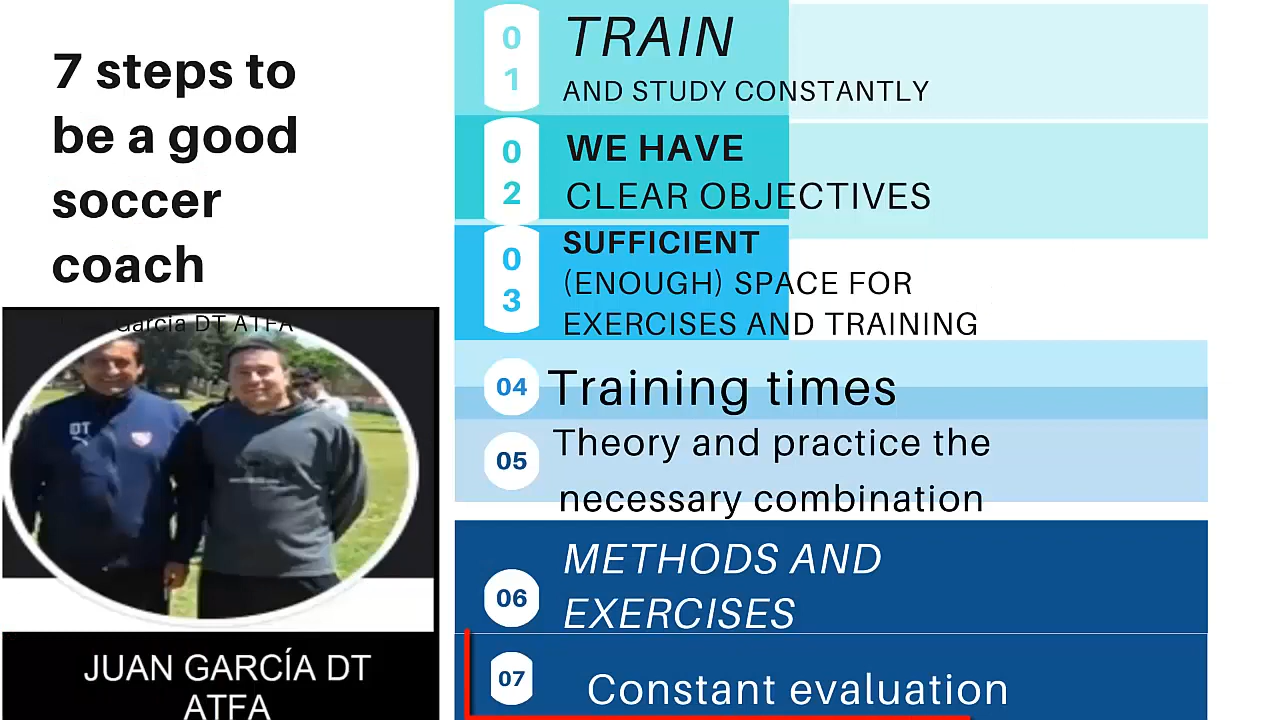 7 steps to
be a good
soccer
coach
García DT ATFA
DT
JUAN GARCÍA DT
ATFA
01
TRAIN
AND STUDY CONSTANTLY
02
WE HAVE
CLEAR OBJECTIVES
03
SUFFICIENT
(ENOUGH) SPACE FOR
EXERCISES AND TRAINING
04
Training times
05
Theory and practice the
necessary combination
06
METHODS AND
EXERCISES
07
Constant evaluation